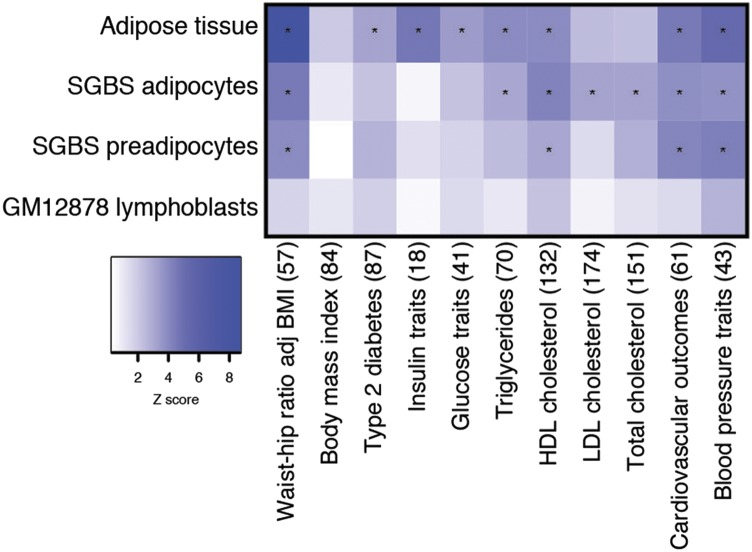 Adipose tissue
* * * * * * * *
SGBS adipocytes
* * * * * * *
SGBS preadipocytes
* * * *
GM12878 lymphoblasts
2 4 6 8
Z score
Waist-hip ratio adj BMI (57)
Body mass index (84)
Type 2 diabetes (87)
Insulin traits (18)
Glucose traits (41)
Triglycerides (70)
HDL cholesterol (132)
LDL cholesterol (174)
Total cholesterol (151)
Cardiovascular outcomes (61)
Blood pressure traits (43)